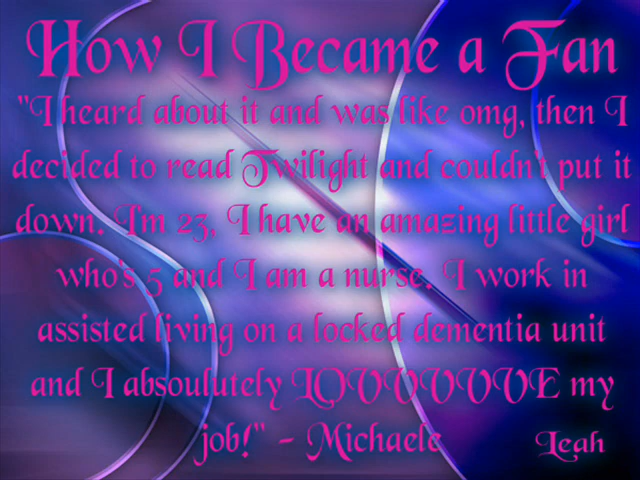 How I Became a Fan
"I heard about it and was like omg, then I
decided to read Twilight and couldn't put it
down. I'm 23, I have an amazing little girl
who's 5 and I am a nurse. I work in
assisted living on a locked dementia unit
and I absoulutely LOVVVVVE my
job!" - Michaele
Leah